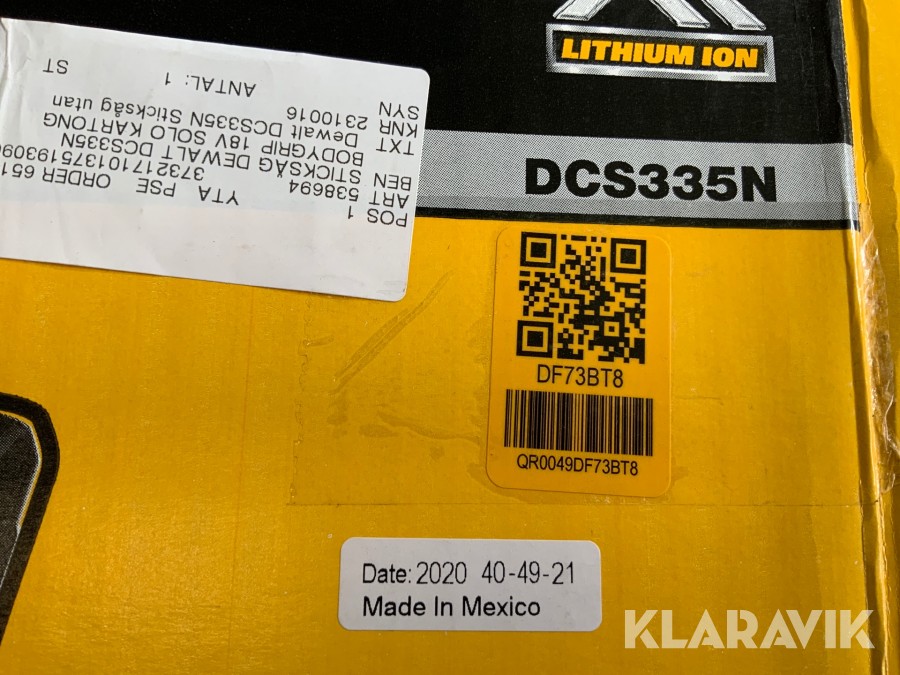 XR
LITHIUM ION
DCS335N
POS 1
ART 538694 YTA PSE ORDER 651
BEN 3732171013751930
STICKSÅG DEWALT DCS335N
BODYGRIP 18V SOLO KARTONG
TXT Dewalt DCS335N Sticksåg utan
KNR 2310016
SYN
ANTAL: 1 ST
DF73BT8
QR0049DF73BT8
Date: 2020 40-49-21
Made In Mexico
KLARAVIK